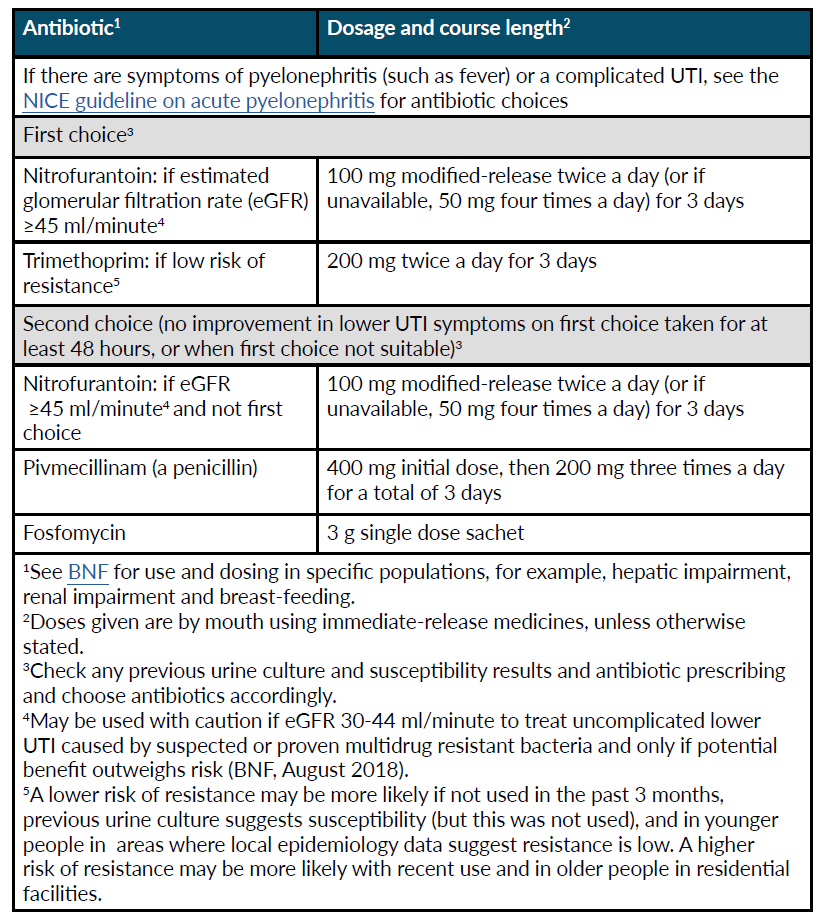 Antibiotic¹
Dosage and course length²
If there are symptoms of pyelonephritis (such as fever) or a complicated UTI, see the
NICE guideline on acute pyelonephritis for antibiotic choices
First choice³
Nitrofurantoin: if estimated
glomerular filtration rate (eGFR)
≥45 ml/minute⁴
100 mg modified-release twice a day (or if
unavailable, 50 mg four times a day) for 3 days
Trimethoprim: if low risk of
resistance⁵
200 mg twice a day for 3 days
Second choice (no improvement in lower UTI symptoms on first choice taken for at
least 48 hours, or when first choice not suitable)³
Nitrofurantoin: if eGFR
≥45 ml/minute⁴ and not first
choice
100 mg modified-release twice a day (or if
unavailable, 50 mg four times a day) for 3 days
Pivmecillinam (a penicillin)
400 mg initial dose, then 200 mg three times a day
for a total of 3 days
Fosfomycin
3 g single dose sachet
¹See BNF for use and dosing in specific populations, for example, hepatic impairment,
renal impairment and breast-feeding.
²Doses given are by mouth using immediate-release medicines, unless otherwise
stated.
³Check any previous urine culture and susceptibility results and antibiotic prescribing
and choose antibiotics accordingly.
⁴May be used with caution if eGFR 30-44 ml/minute to treat uncomplicated lower
UTI caused by suspected or proven multidrug resistant bacteria and only if potential
benefit outweighs risk (BNF, August 2018).
⁵A lower risk of resistance may be more likely if not used in the past 3 months,
previous urine culture suggests susceptibility (but this was not used), and in younger
people in areas where local epidemiology data suggest resistance is low. A higher
risk of resistance may be more likely with recent use and in older people in residential
facilities.